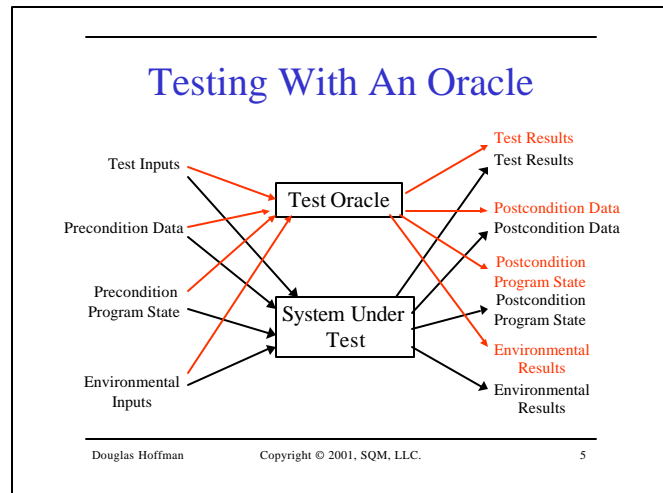 Testing With An Oracle
Test Inputs
Precondition Data
Precondition
Program State
Environmental
Inputs
Test Oracle
System Under
Test
Test Results
Test Results
Postcondition Data
Postcondition Data
Postcondition
Program State
Postcondition
Program State
Environmental
Results
Environmental
Results
Douglas Hoffman
Copyright © 2001, SQM, LLC.
5